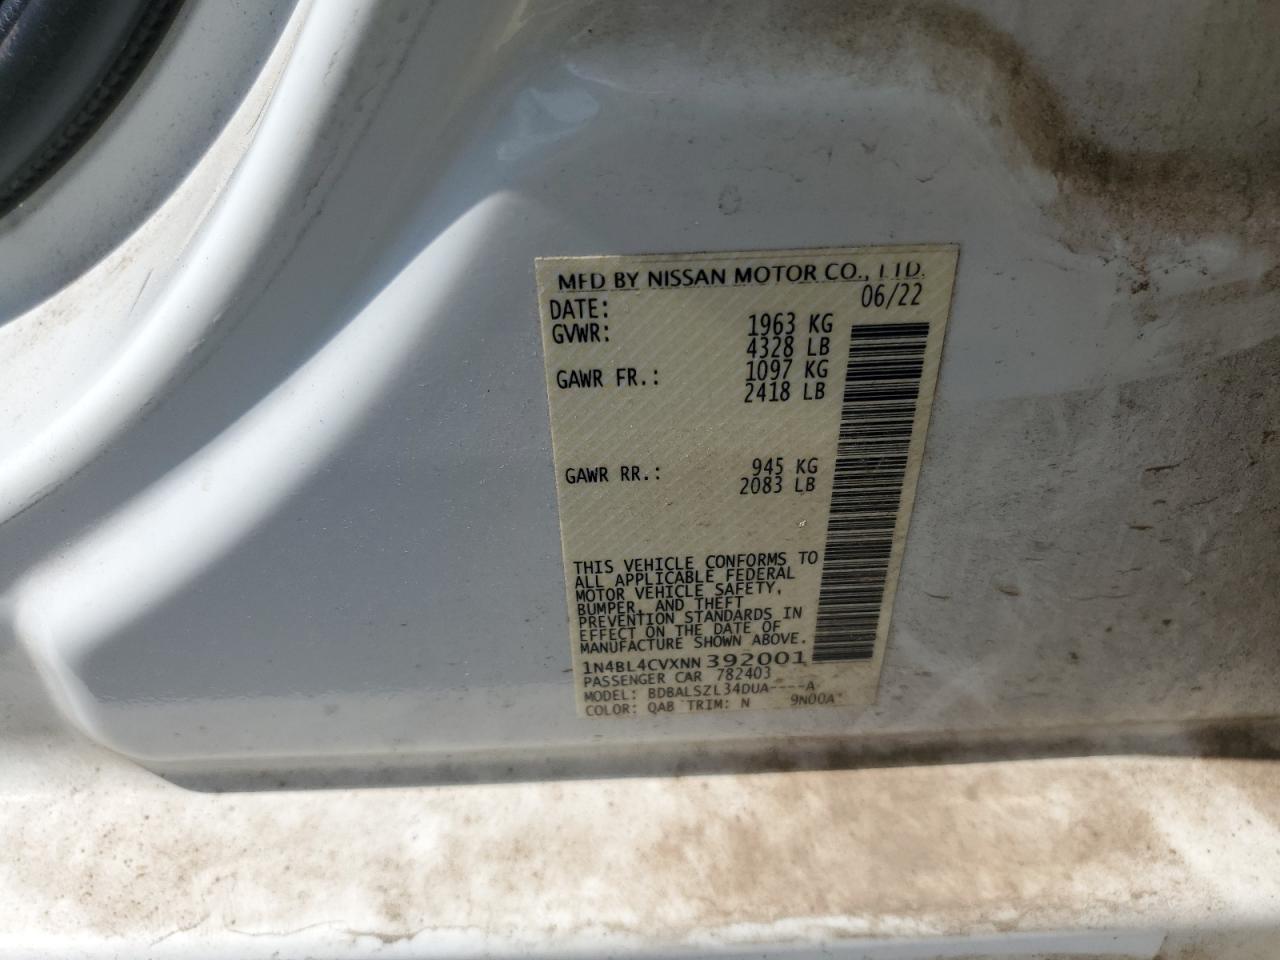 MFD BY NISSAN MOTOR CO., LTD.
DATE: 06/22
GVWR: 1963 KG
4328 LB
GAWR FR.: 1097 KG
2418 LB
GAWR RR.: 945 KG
2083 LB
THIS VEHICLE CONFORMS TO
ALL APPLICABLE FEDERAL
MOTOR VEHICLE SAFETY,
BUMPER, AND THEFT
PREVENTION STANDARDS IN
EFFECT ON THE DATE OF
MANUFACTURE SHOWN ABOVE.
1N4BL4CVXNN392001
PASSENGER CAR 782403
MODEL: BDBALSZL34DUA----A
COLOR: QAB TRIM: N 9N00A